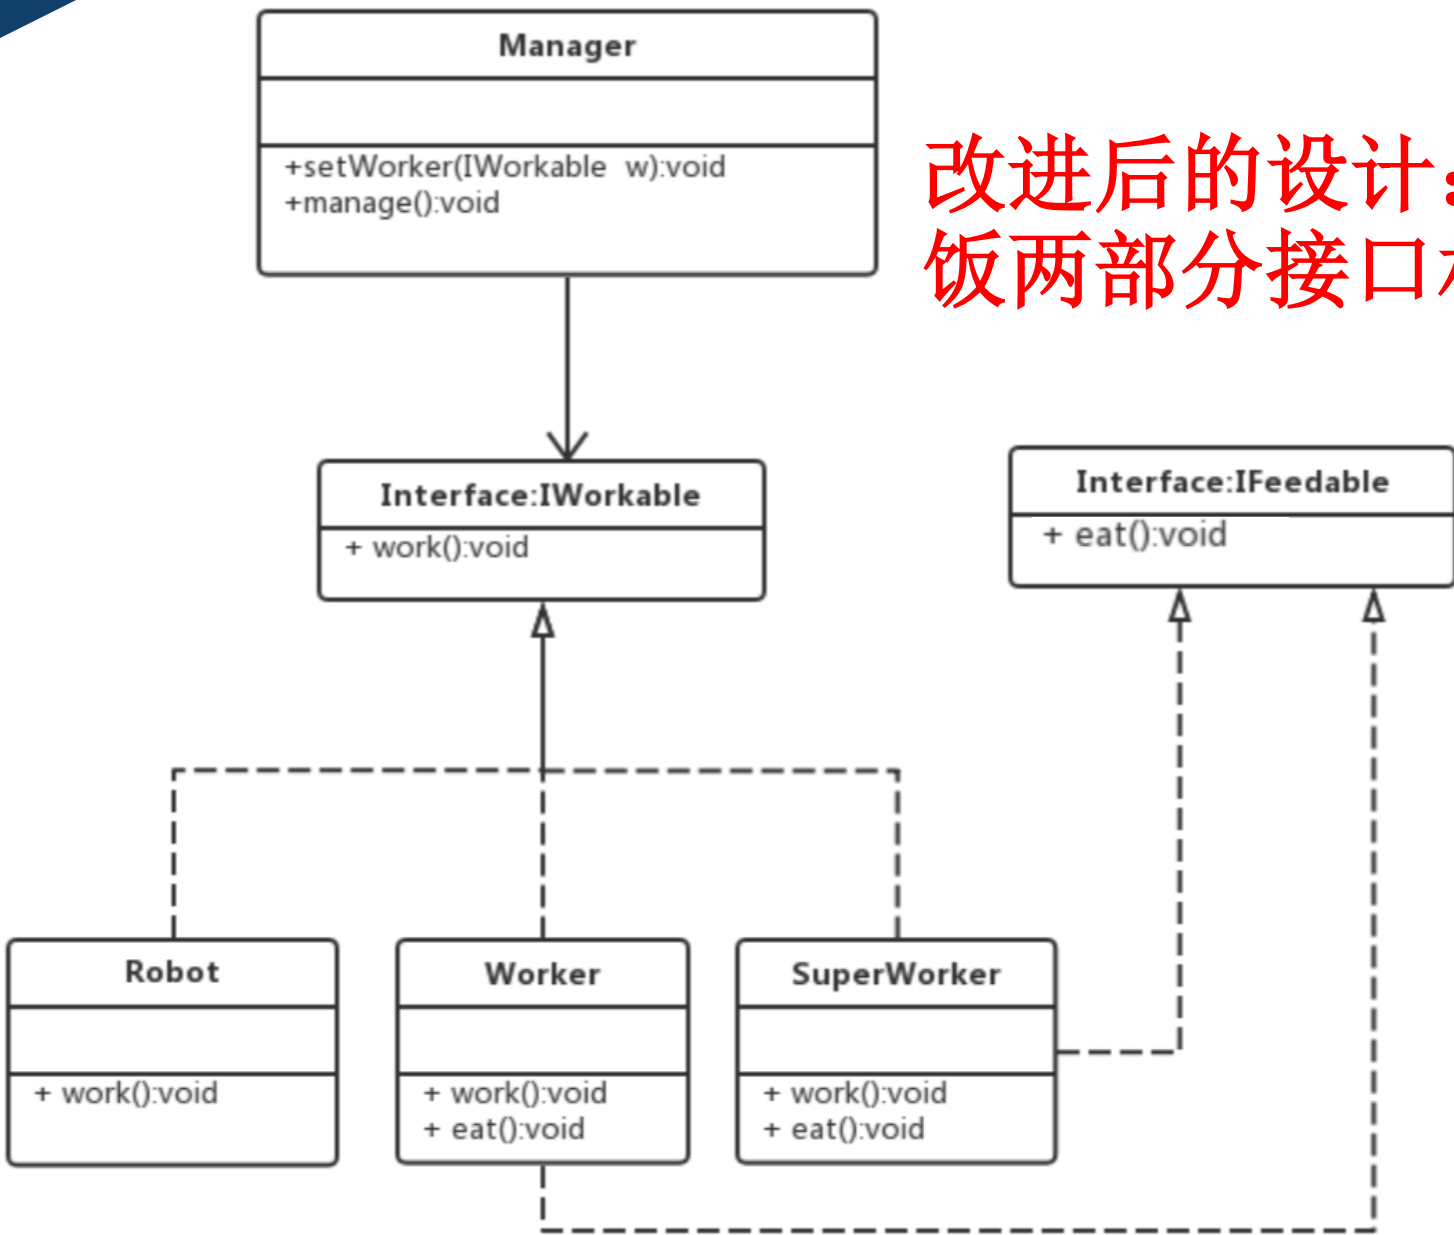 Manager
+setWorker(IWorkable w):void
+manage():void
改进后的设计:
饭两部分接口
Interface:IWorkable
+ work():void
Interface:IFeedable
+ eat():void
Robot
+ work():void
Worker
+ work():void
+ eat():void
SuperWorker
+ work():void
+ eat():void